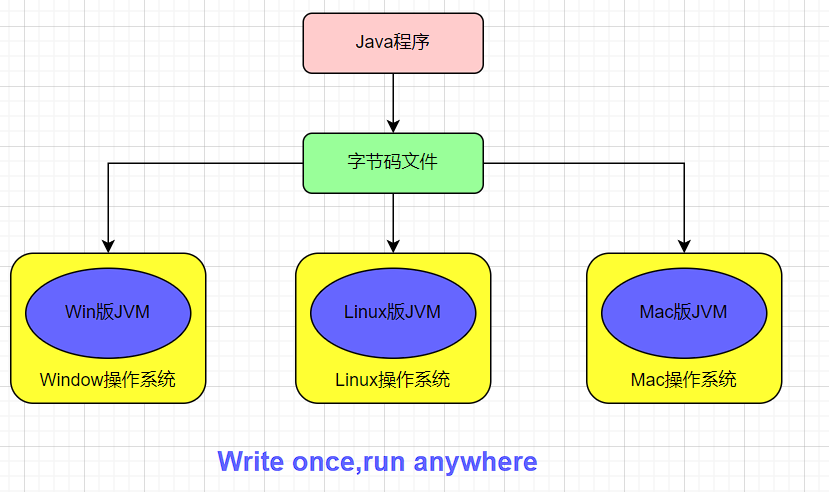 Java程序
字节码文件
Win版JVM
Linux版JVM
Mac版JVM
Window操作系统
Linux操作系统
Mac操作系统
Write once,run anywhere